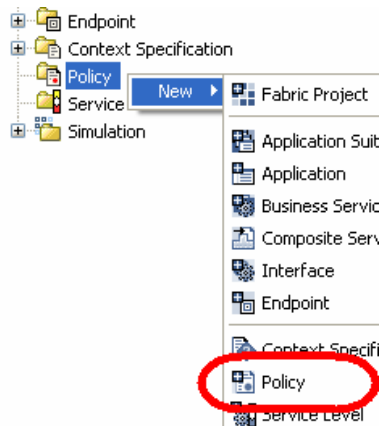 Endpoint
Context Specification
Policy
New
Service
Simulation
Fabric Project
Application Suit
Application
Business Servic
Composite Serv
Interface
Endpoint
Context Specifi
Policy
Service Level